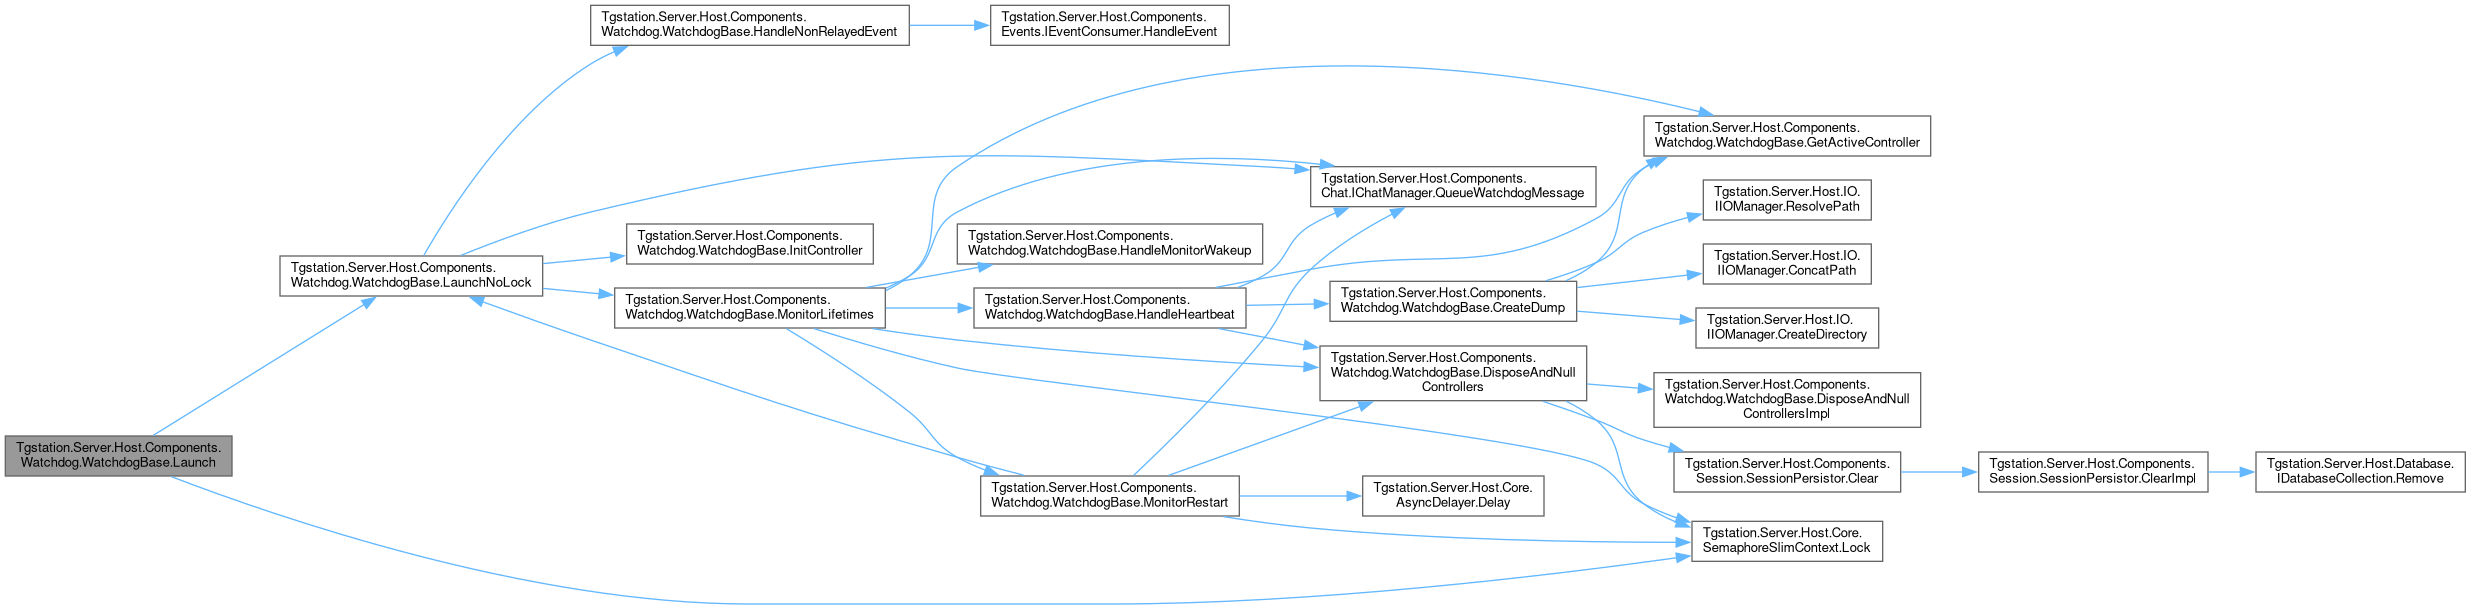 Tgstation.Server.Host.Components.
Watchdog.WatchdogBase.HandleNonRelayedEvent
Tgstation.Server.Host.Components.
Events.IEventConsumer.HandleEvent
Tgstation.Server.Host.Components.
Watchdog.WatchdogBase.GetActiveController
Tgstation.Server.Host.Components.
Chat.IChatManager.QueueWatchdogMessage
Tgstation.Server.Host.IO.
IIOManager.ResolvePath
Tgstation.Server.Host.Components.
Watchdog.WatchdogBase.InitController
Tgstation.Server.Host.Components.
Watchdog.WatchdogBase.HandleMonitorWakeup
Tgstation.Server.Host.IO.
IIOManager.ConcatPath
Tgstation.Server.Host.Components.
Watchdog.WatchdogBase.LaunchNoLock
Tgstation.Server.Host.Components.
Watchdog.WatchdogBase.MonitorLifetimes
Tgstation.Server.Host.Components.
Watchdog.WatchdogBase.HandleHeartbeat
Tgstation.Server.Host.Components.
Watchdog.WatchdogBase.CreateDump
Tgstation.Server.Host.IO.
IIOManager.CreateDirectory
Tgstation.Server.Host.Components.
Watchdog.WatchdogBase.DisposeAndNull
Controllers
Tgstation.Server.Host.Components.
Watchdog.WatchdogBase.DisposeAndNull
ControllersImpl
Tgstation.Server.Host.Components.
Watchdog.WatchdogBase.Launch
Tgstation.Server.Host.Components.
Session.SessionPersistor.Clear
Tgstation.Server.Host.Components.
Session.SessionPersistor.ClearImpl
Tgstation.Server.Host.Database.
IDatabaseCollection.Remove
Tgstation.Server.Host.Components.
Watchdog.WatchdogBase.MonitorRestart
Tgstation.Server.Host.Core.
AsyncDelayer.Delay
Tgstation.Server.Host.Core.
SemaphoreSlimContext.Lock